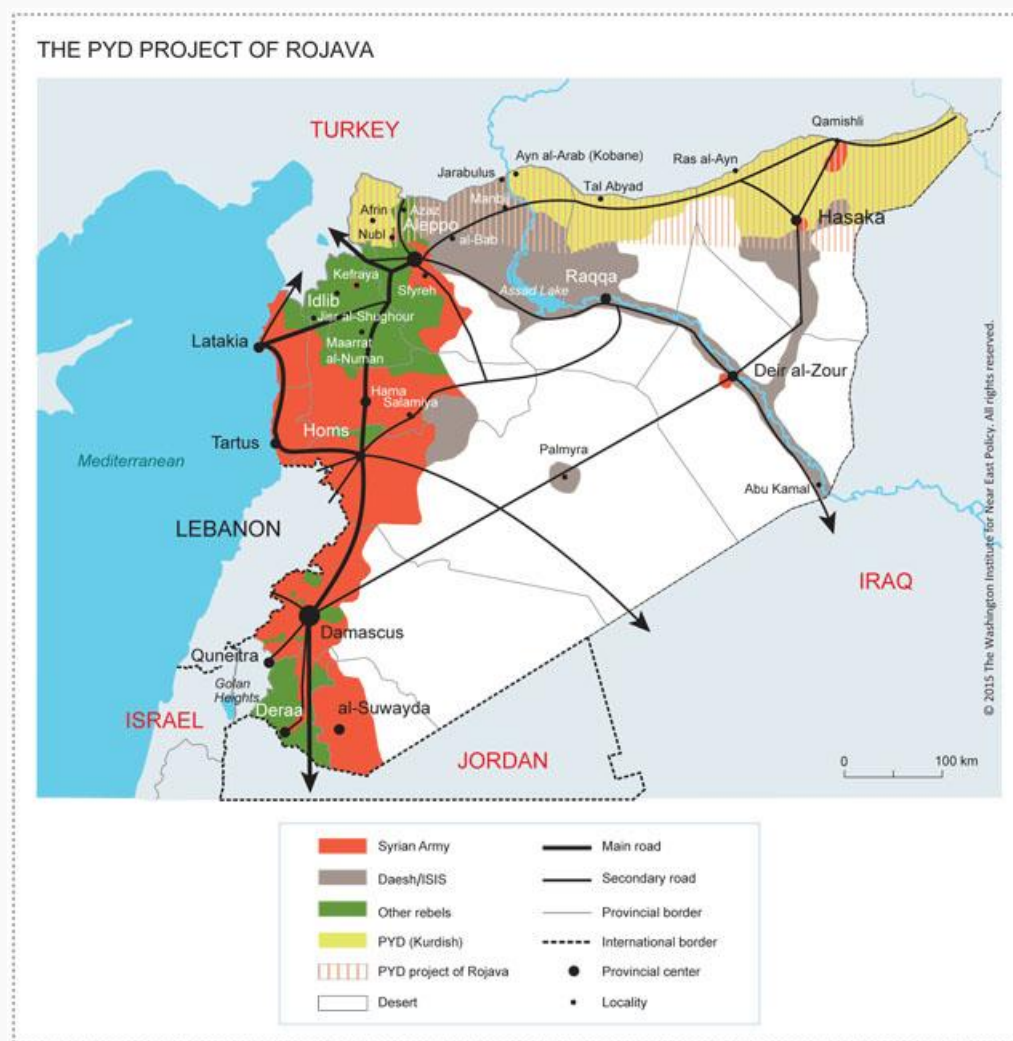 THE PYD PROJECT OF ROJAVA
TURKEY
Qamishli
Ayn al-Arab (Kobane)
Ras al-Ayn
Jarabulus
Tal Abyad
Manbij
Afrin
Azaz
Aleppo
Hasaka
Nubl
al-Bab
Kefraya
Sfyreh
Raqqa
Assad Lake
Idlib
Jisr al-Shughour
Latakia
Maarrat
al-Numan
Deir al-Zour
Hama
Salamiya
Homs
Tartus
Mediterranean
Palmyra
Abu Kamal
LEBANON
IRAQ
Damascus
Quneitra
Golan
Heights
Deraa
al-Suwayda
ISRAEL
JORDAN
0 100 km
© 2015 The Washington Institute for Near East Policy. All rights reserved.
Syrian Army
Main road
Daesh/ISIS
Secondary road
Other rebels
Provincial border
PYD (Kurdish)
International border
PYD project of Rojava
Provincial center
Desert
Locality